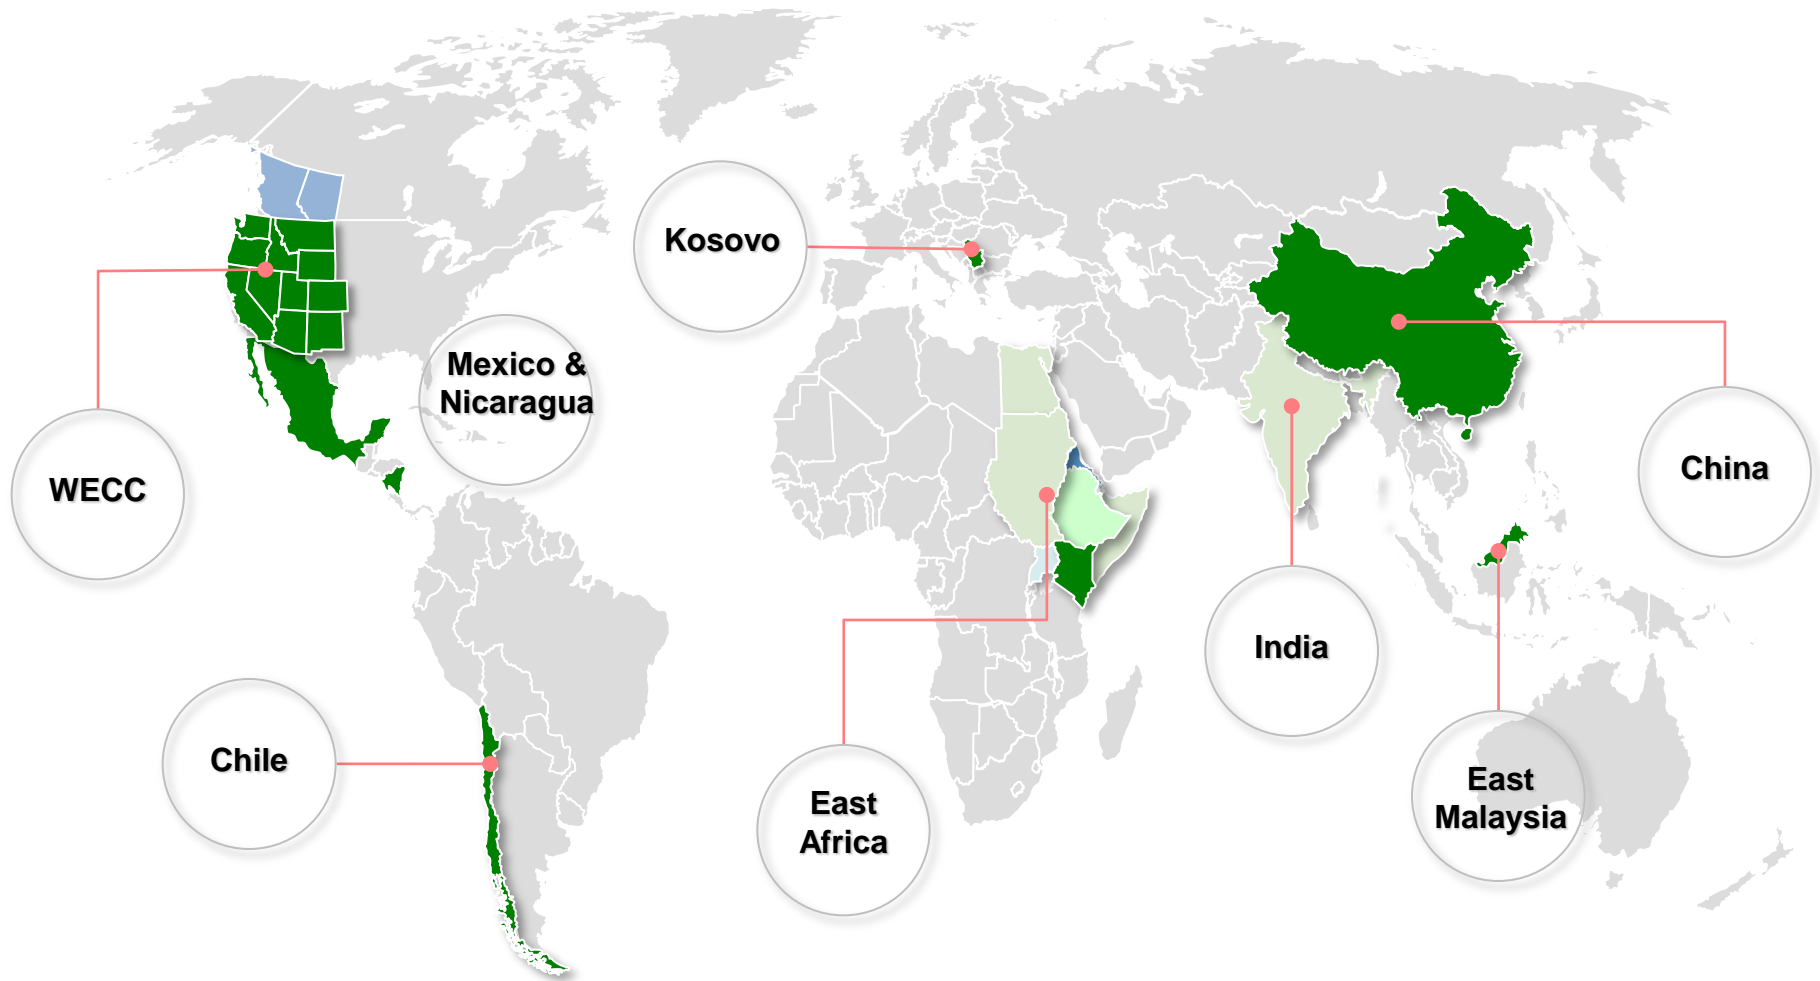 Kosovo
Mexico &
Nicaragua
WECC
China
India
Chile
East
Malaysia
East
Africa